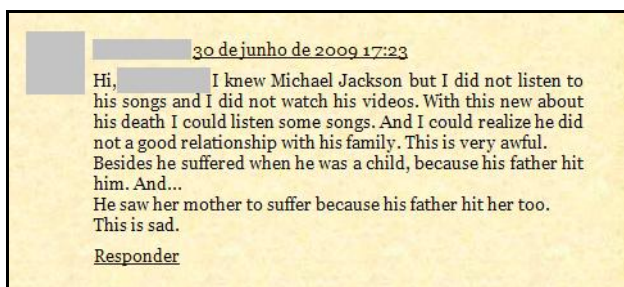 30 de junho de 2009 17:23
Hi, I knew Michael Jackson but I did not listen to
his songs and I did not watch his videos. With this new about
his death I could listen some songs. And I could realize he did
not a good relationship with his family. This is very awful.
Besides he suffered when he was a child, because his father hit
him. And...
He saw her mother to suffer because his father hit her too.
This is sad.
Responder